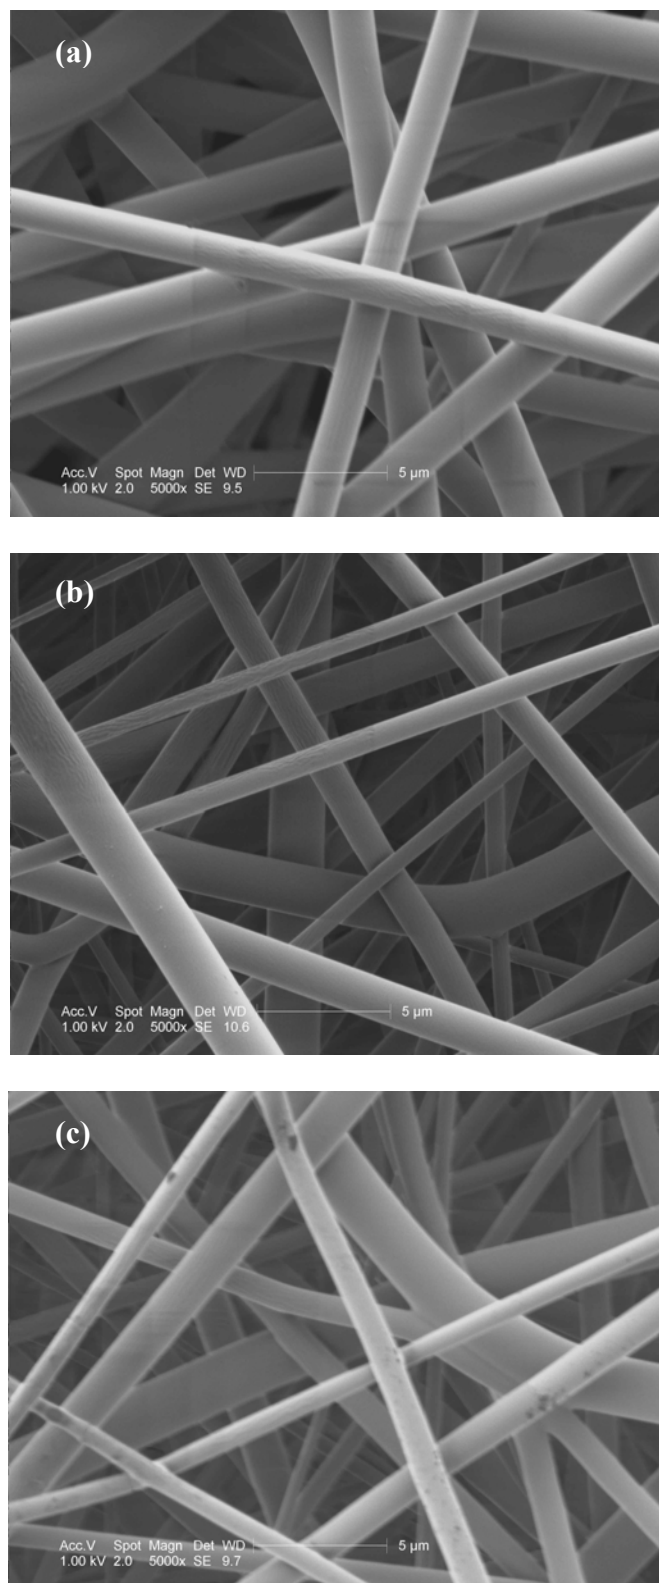 (a)
Acc.V Spot Magn Det WD 5 µm
1.00 kV 2.0 5000x SE 9.5
(b)
Acc.V Spot Magn Det WD 5 µm
1.00 kV 2.0 5000x SE 10.6
(c)
Acc.V Spot Magn Det WD 5 µm
1.00 kV 2.0 5000x SE 9.7